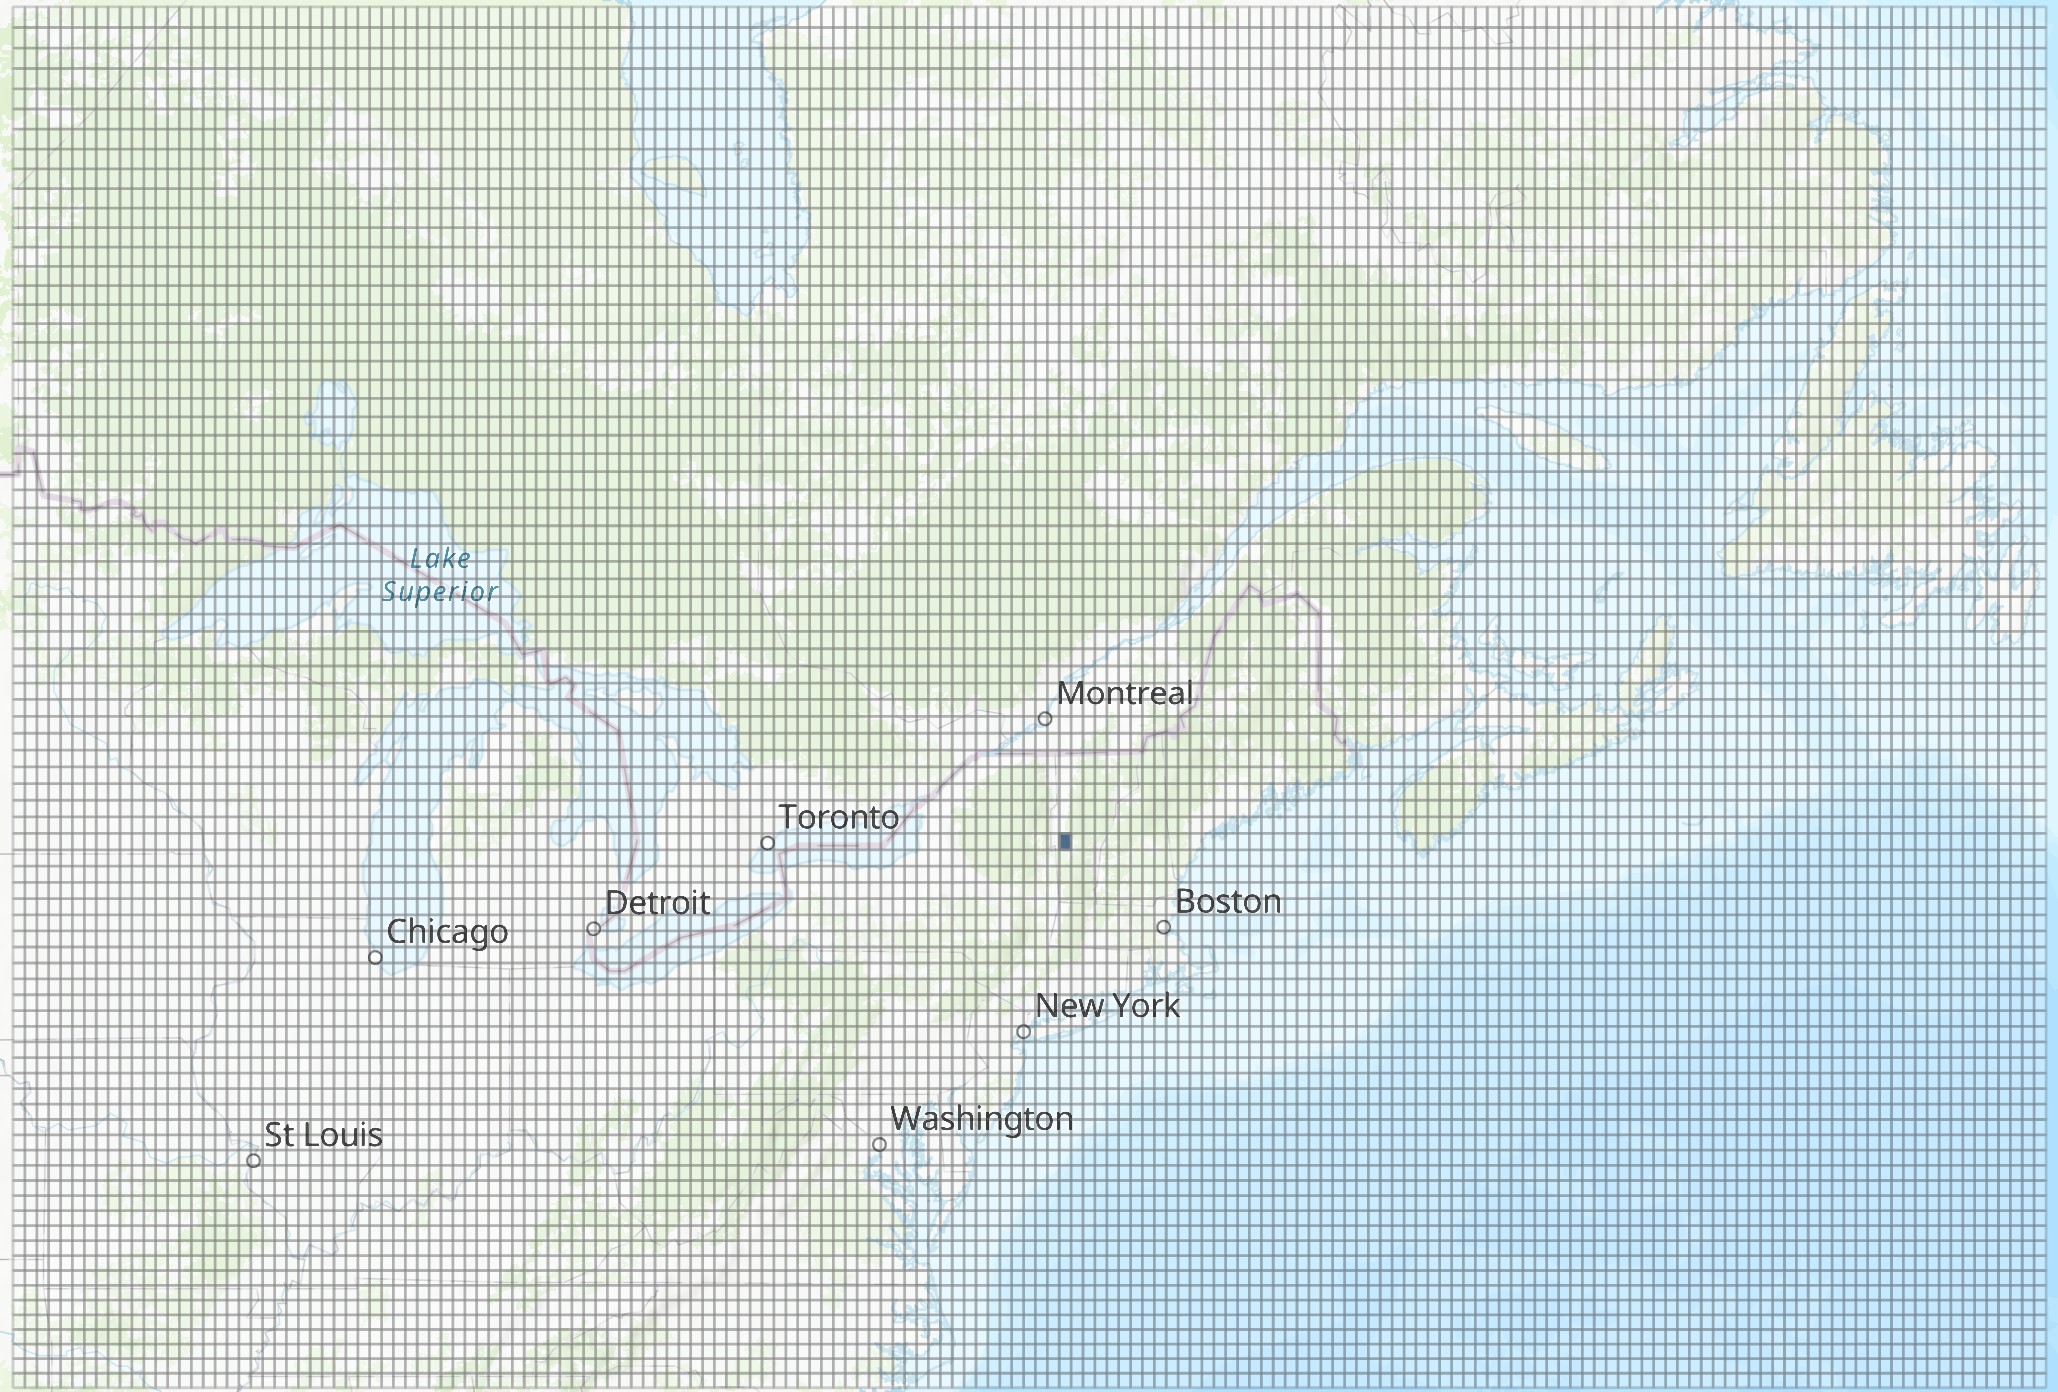 Lake
Superior
Montreal
Toronto
Detroit
Boston
Chicago
New York
Washington
St Louis